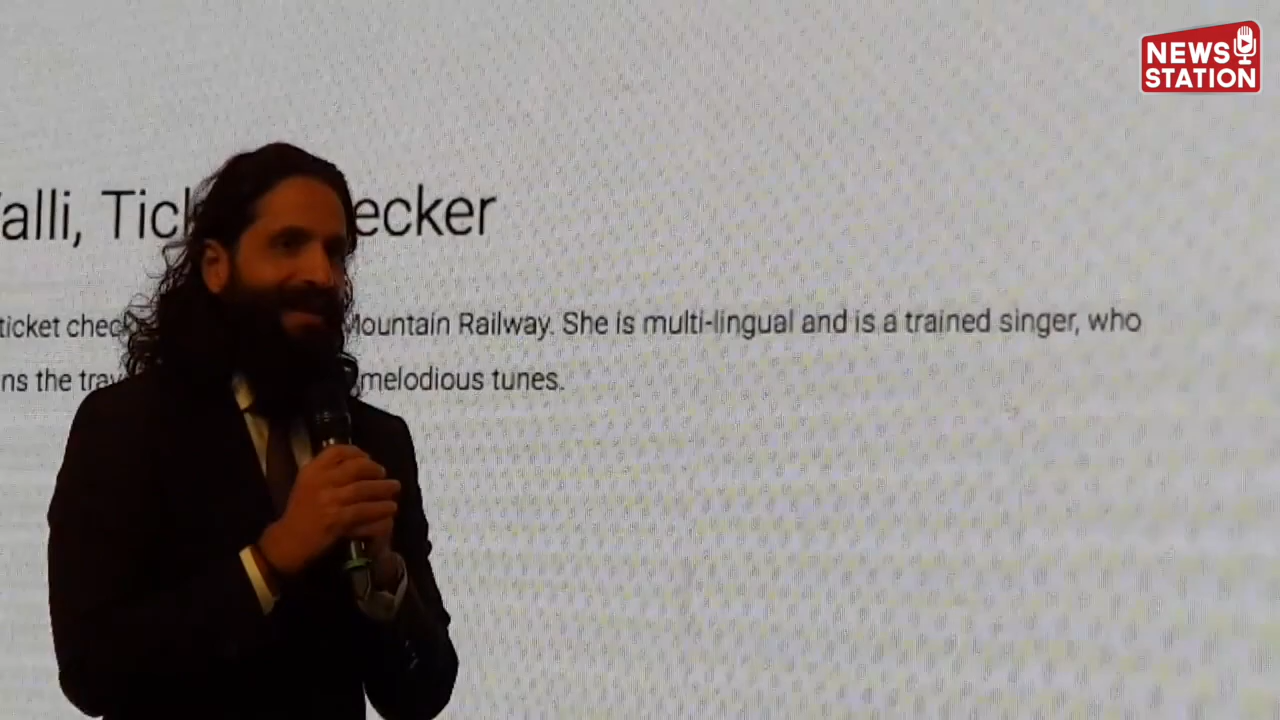 NEWS
STATION
alli, Tick ecker
ticket check Mountain Railway. She is multi-lingual and is a trained singer, who
ns the trav melodious tunes.